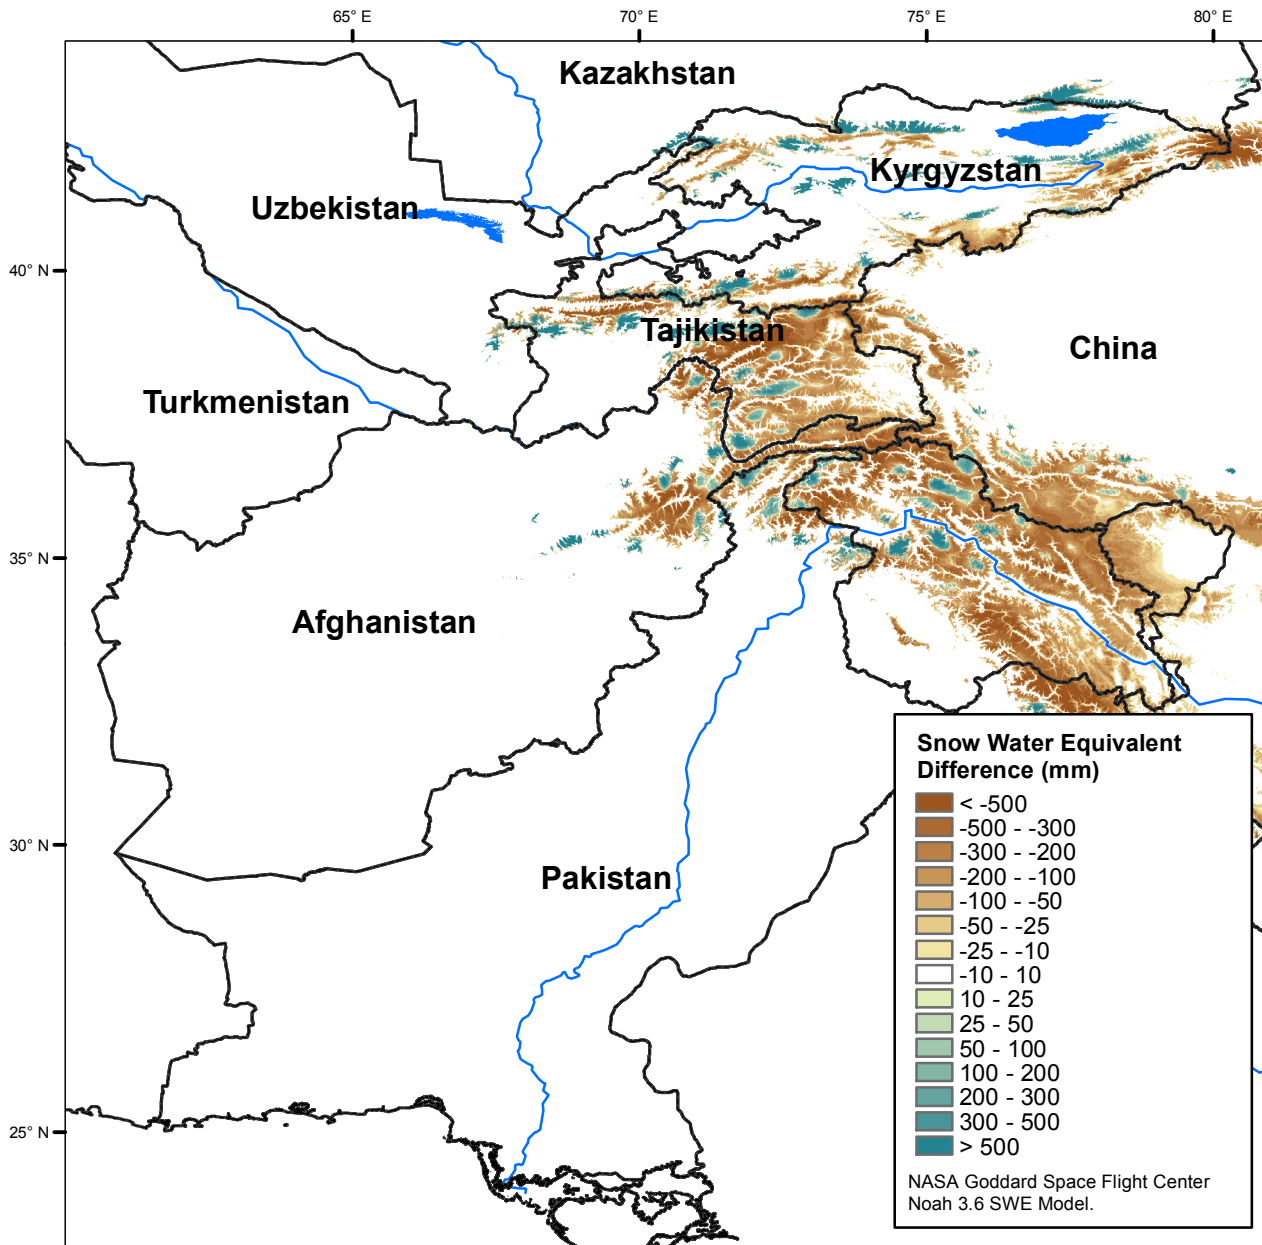 65° E
70° E
75° E
80° E
Kazakhstan
Kyrgyzstan
Uzbekistan
40° N
Tajikistan
China
Turkmenistan
35° N
Afghanistan
Snow Water Equivalent
Difference (mm)
< -500
-500 - -300
-300 - -200
-200 - -100
-100 - -50
-50 - -25
-25 - -10
-10 - 10
10 - 25
25 - 50
50 - 100
100 - 200
200 - 300
300 - 500
> 500
30° N
Pakistan
25° N
NASA Goddard Space Flight Center
Noah 3.6 SWE Model.